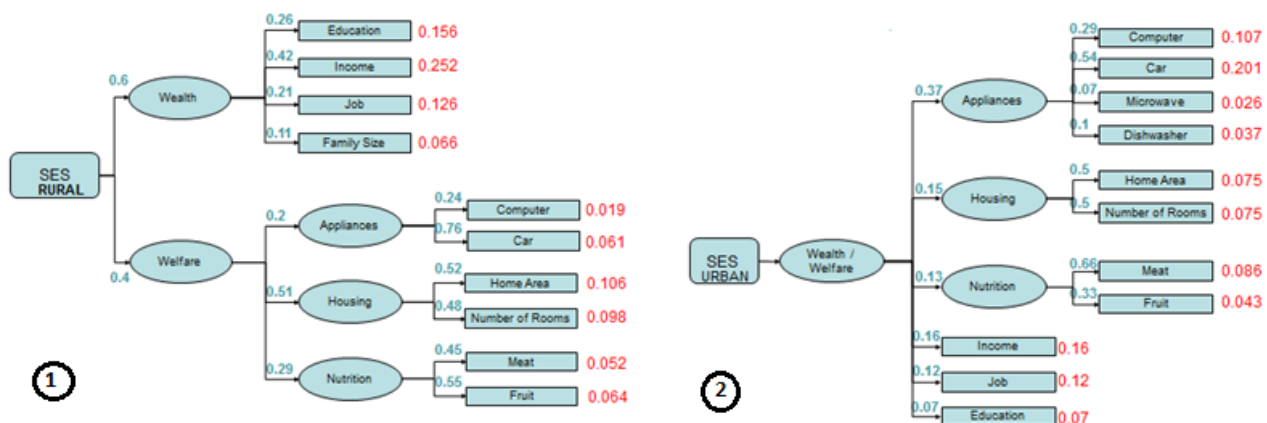 0.26
Education 0.156
0.42
Income 0.252
0.6
Wealth
0.21
Job 0.126
0.11
Family Size 0.066
SES
RURAL
0.24
Computer 0.019
0.2
Appliances
0.76
Car 0.061
Welfare
0.4
0.52
Home Area 0.106
0.51
Housing
0.48
Number of Rooms 0.098
0.45
Meat 0.052
0.29
Nutrition
0.55
Fruit 0.064
1
0.29
Computer 0.107
0.54
Car 0.201
0.37
Appliances
0.07
Microwave 0.026
0.1
Dishwasher 0.037
0.5
Home Area 0.075
0.15
Housing
0.5
Number of Rooms 0.075
SES
URBAN
Wealth /
Welfare
0.66
Meat 0.086
0.13
Nutrition
0.33
Fruit 0.043
0.16
Income 0.16
0.12
Job 0.12
0.07
Education 0.07
2